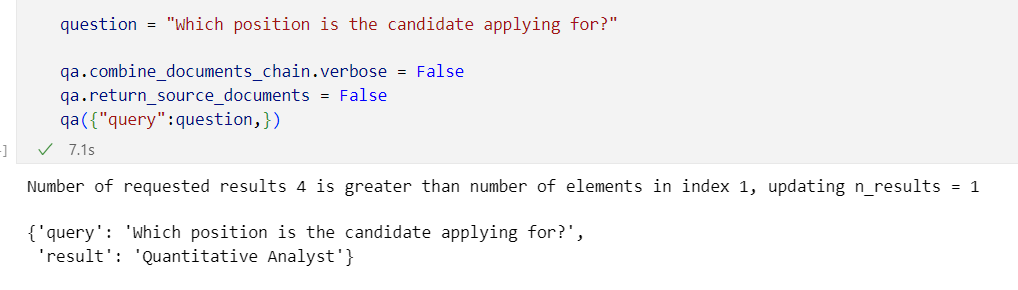 question = "Which position is the candidate applying for?"
qa.combine_documents_chain.verbose = False
qa.return_source_documents = False
qa({"query":question,})
]
✓ 7.1s
Number of requested results 4 is greater than number of elements in index 1, updating n_results = 1
{'query': 'Which position is the candidate applying for?',
 'result': 'Quantitative Analyst'}